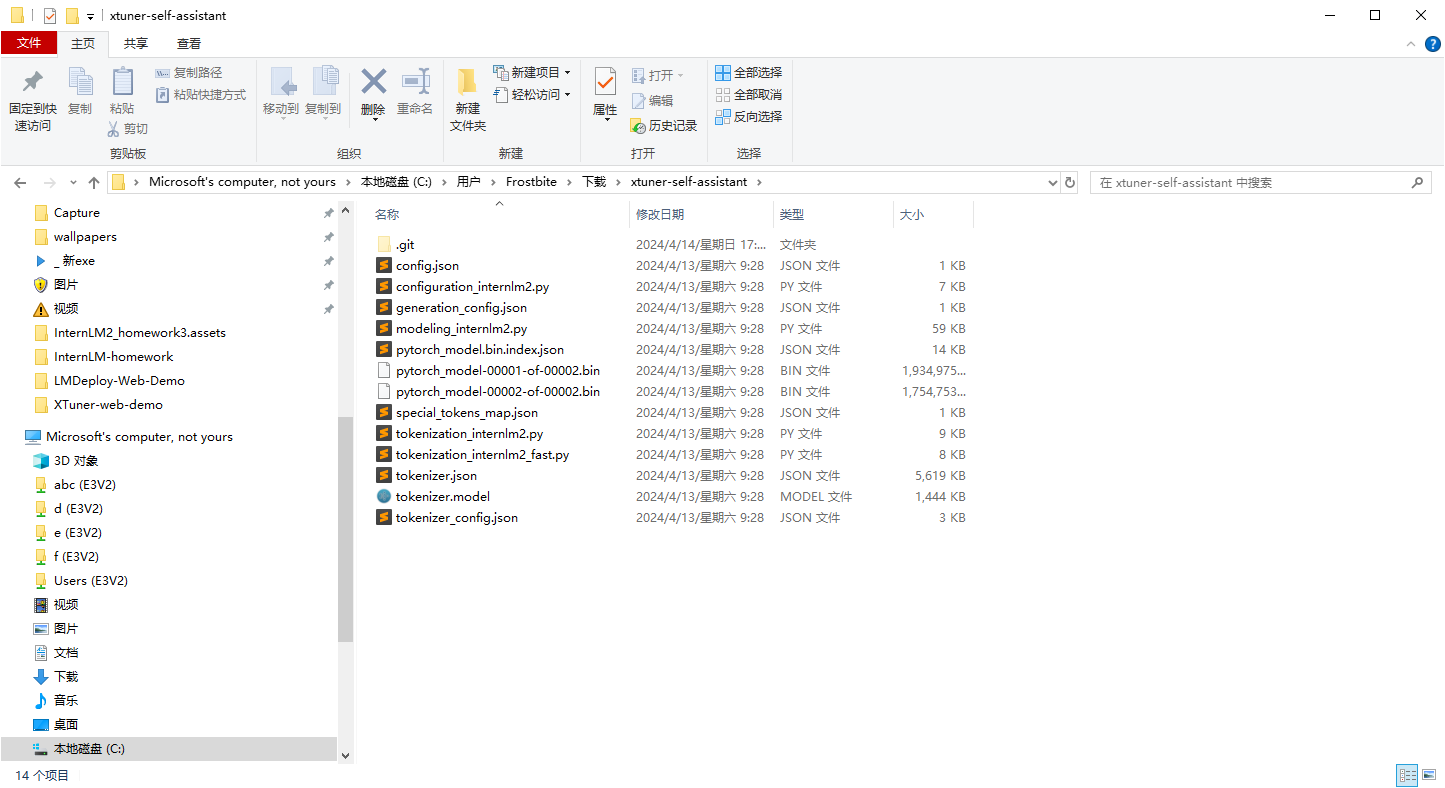 xtuner-self-assistant
文件 主页 共享 查看
固定到快速访问
复制
粘贴
复制路径
粘贴快捷方式
剪切
剪贴板
移动到
复制到
删除
重命名
组织
新建文件夹
新建项目
轻松访问
新建
属性
打开
编辑
历史记录
打开
全部选择
全部取消
反向选择
选择
Microsoft's computer, not yours 本地磁盘 (C:) 用户 Frostbite 下载 xtuner-self-assistant
在 xtuner-self-assistant 中搜索
Capture
wallpapers
_ 新exe
图片
视频
InternLM2_homework3.assets
InternLM-homework
LMDeploy-Web-Demo
XTuner-web-demo
Microsoft's computer, not yours
3D 对象
abc (E3V2)
d (E3V2)
e (E3V2)
f (E3V2)
Users (E3V2)
视频
图片
文档
下载
音乐
桌面
本地磁盘 (C:)
名称 修改日期 类型 大小
.git 2024/4/14/星期日 17:... 文件夹
config.json 2024/4/13/星期六 9:28 JSON 文件 1 KB
configuration_internlm2.py 2024/4/13/星期六 9:28 PY 文件 7 KB
generation_config.json 2024/4/13/星期六 9:28 JSON 文件 1 KB
modeling_internlm2.py 2024/4/13/星期六 9:28 PY 文件 59 KB
pytorch_model.bin.index.json 2024/4/13/星期六 9:28 JSON 文件 14 KB
pytorch_model-00001-of-00002.bin 2024/4/13/星期六 9:28 BIN 文件 1,934,975...
pytorch_model-00002-of-00002.bin 2024/4/13/星期六 9:28 BIN 文件 1,754,753...
special_tokens_map.json 2024/4/13/星期六 9:28 JSON 文件 1 KB
tokenization_internlm2.py 2024/4/13/星期六 9:28 PY 文件 9 KB
tokenization_internlm2_fast.py 2024/4/13/星期六 9:28 PY 文件 8 KB
tokenizer.json 2024/4/13/星期六 9:28 JSON 文件 5,619 KB
tokenizer.model 2024/4/13/星期六 9:28 MODEL 文件 1,444 KB
tokenizer_config.json 2024/4/13/星期六 9:28 JSON 文件 3 KB
14 个项目